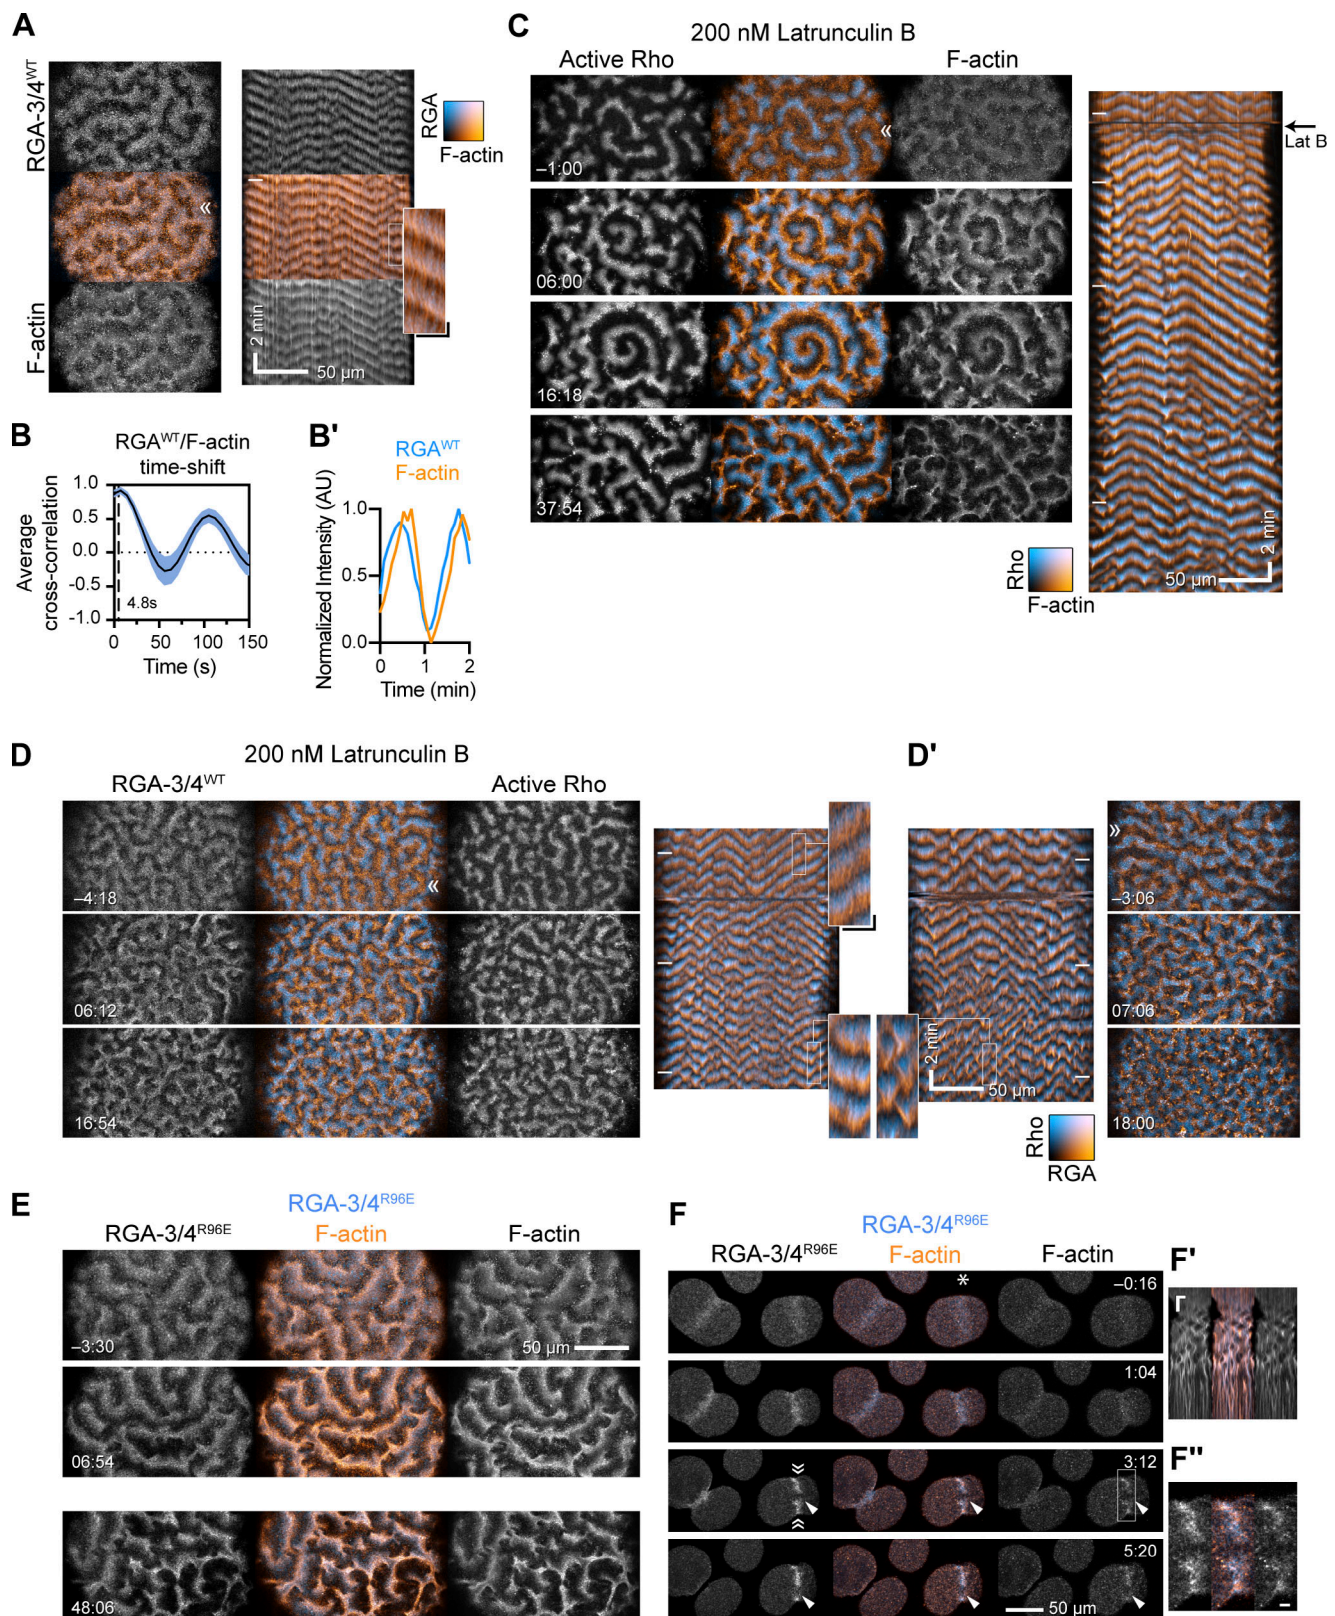 A
RGA-3/4WT
F-actin
«
RGA
F-actin
2 min
50 µm
B
RGAWT/F-actin
time-shift
Average
cross-correlation
1.0
0.5
0.0
-0.5
-1.0
4.8s
0
50
100
150
Time (s)
B'
RGAWT
F-actin
Normalized Intensity (AU)
1.0
0.5
0.0
0
1
2
Time (min)
C
200 nM Latrunculin B
Active Rho
F-actin
«
–1:00
06:00
16:18
37:54
Lat B
2 min
50 µm
Rho
F-actin
D
200 nM Latrunculin B
RGA-3/4WT
Active Rho
«
–4:18
06:12
16:54
D'
2 min
50 µm
Rho
RGA
»
–3:06
07:06
18:00
E
RGA-3/4R96E
RGA-3/4R96E
F-actin
F-actin
–3:30
50 µm
06:54
48:06
F
RGA-3/4R96E
RGA-3/4R96E
F-actin
F-actin
*
–0:16
1:04
3:12
5:20
50 µm
F'
F"